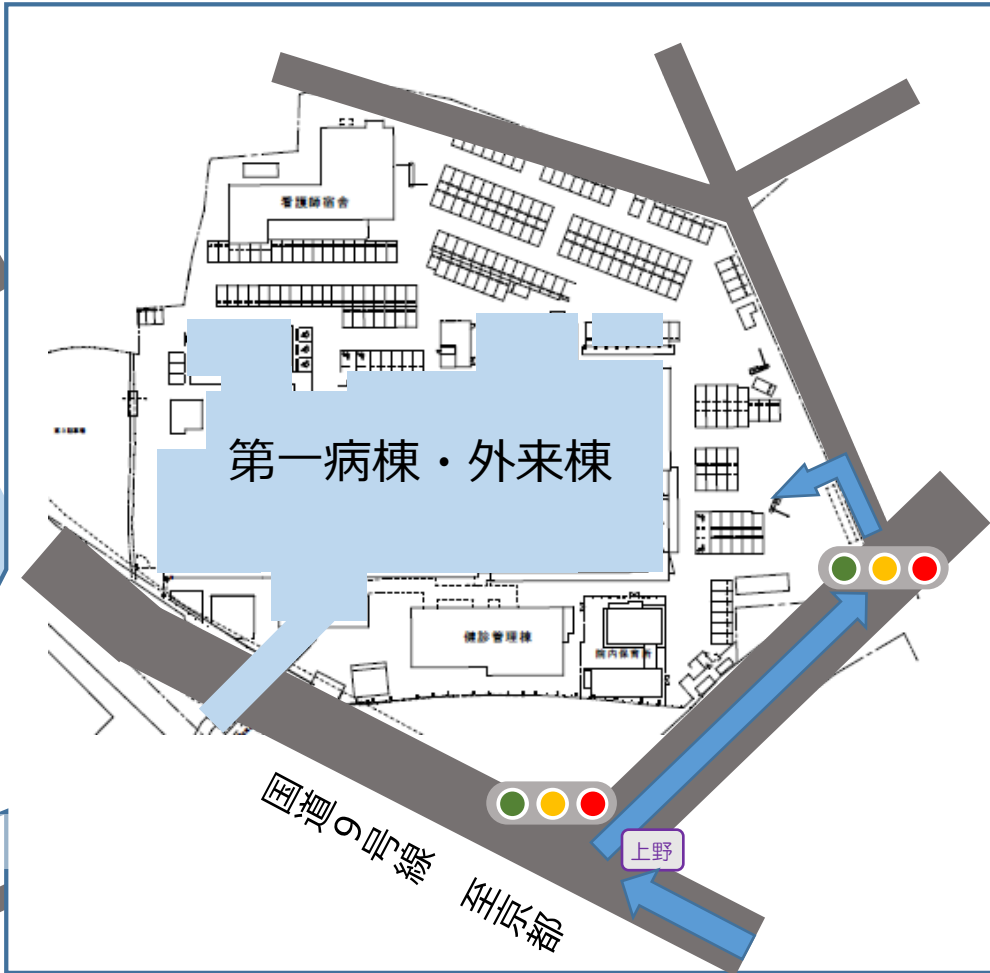 看護師宿舎
第一病棟・外来棟
健診管理棟
院内保育所
上野
国道9号線 至京都